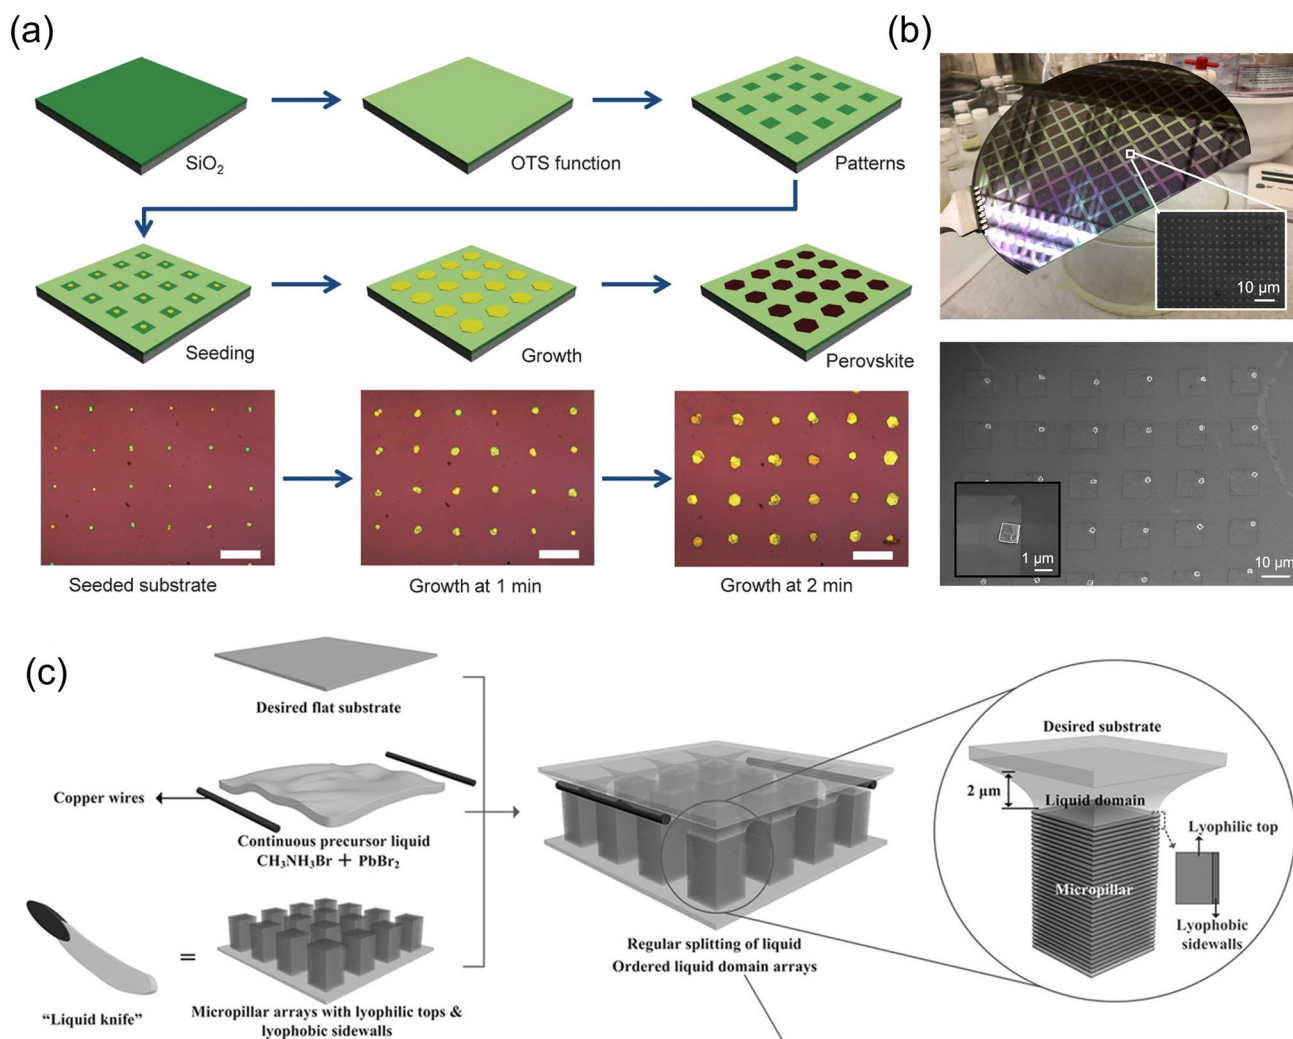 (a)
SiO2
OTS function
Patterns
Seeding
Growth
Perovskite
Seeded substrate
Growth at 1 min
Growth at 2 min
(b)
10 μm
1 μm
10 μm
(c)
Desired flat substrate
Copper wires
Continuous precursor liquid
CH3NH3Br + PbBr2
“Liquid knife”
=
Micropillar arrays with lyophilic tops &
lyophobic sidewalls
Regular splitting of liquid
Ordered liquid domain arrays
Desired substrate
2 μm
Liquid domain
Lyophilic top
Micropillar
Lyophobic
sidewalls